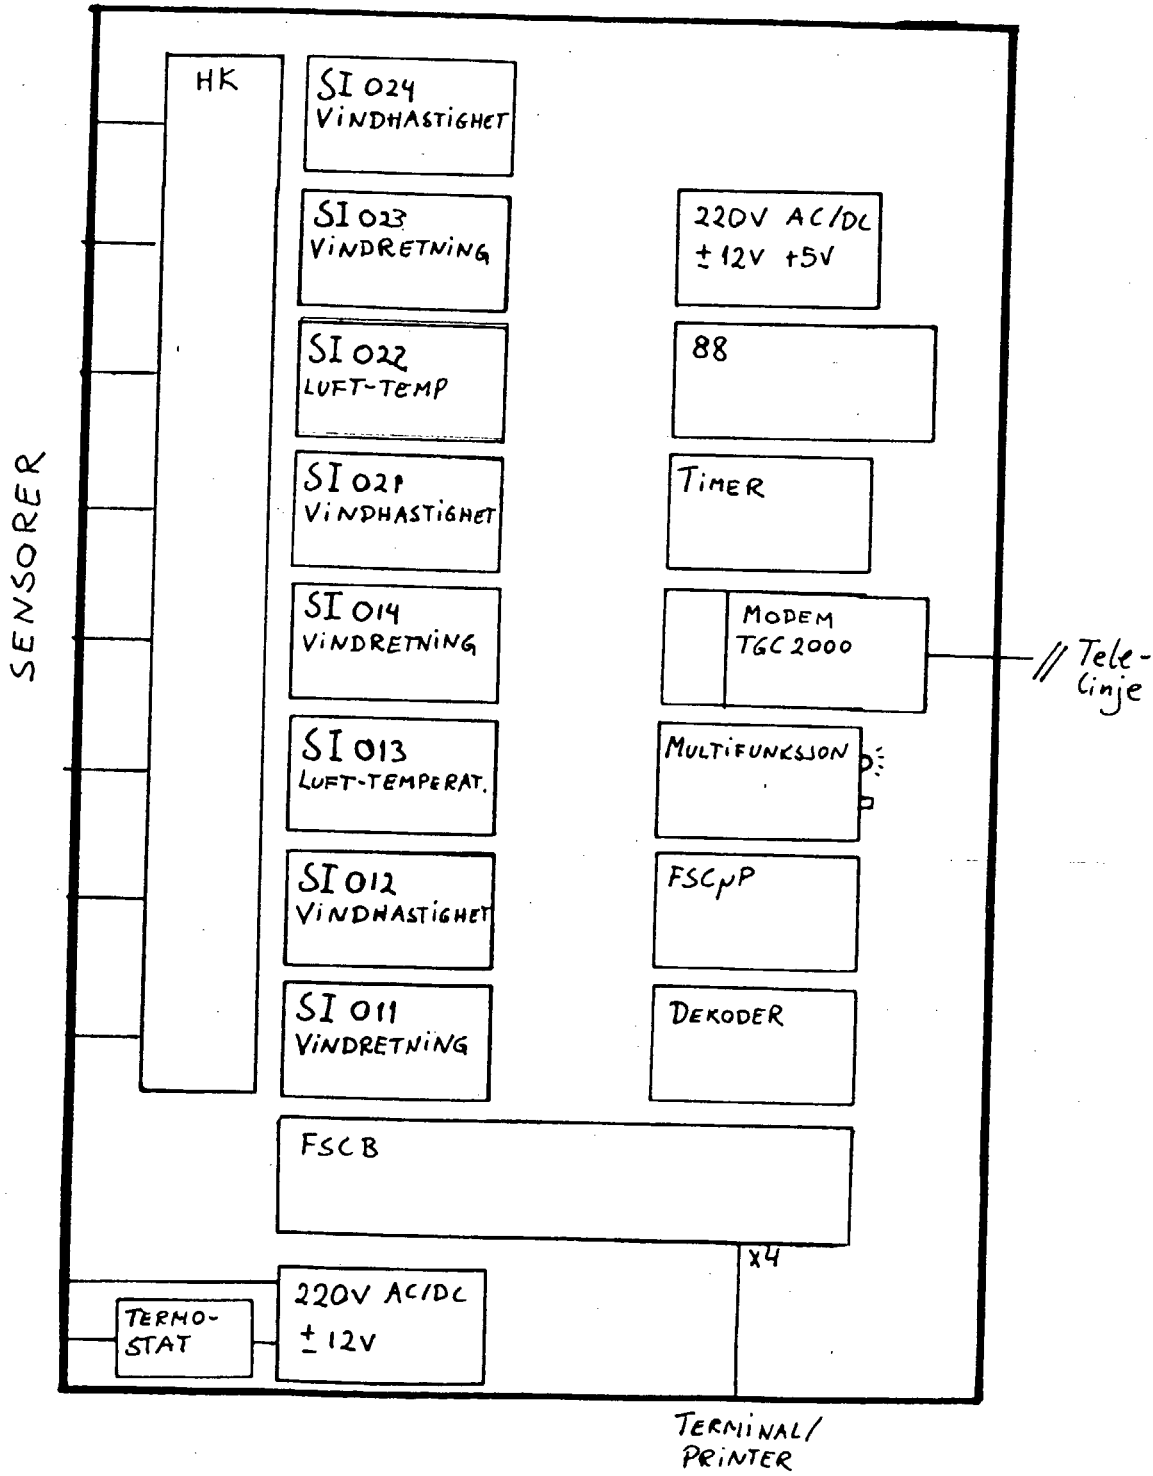 SENSORER
HK
SI 024
VINDHASTIGHET
SI 023
VINDRETNING
SI 022
LUFT-TEMP
SI 021
VINDHASTIGHET
SI 014
VINDRETNING
SI 013
LUFT-TEMPERAT.
SI 012
VINDHASTIGHET
SI 011
VINDRETNING
220V AC/DC
± 12V +5V
88
TIMER
MODEM
TGC2000
// Tele-
linje
MULTIFUNKSJON
FSCµP
DEKODER
FSCB
x4
220V AC/DC
± 12V
TERMO-
STAT
TERMINAL/
PRINTER